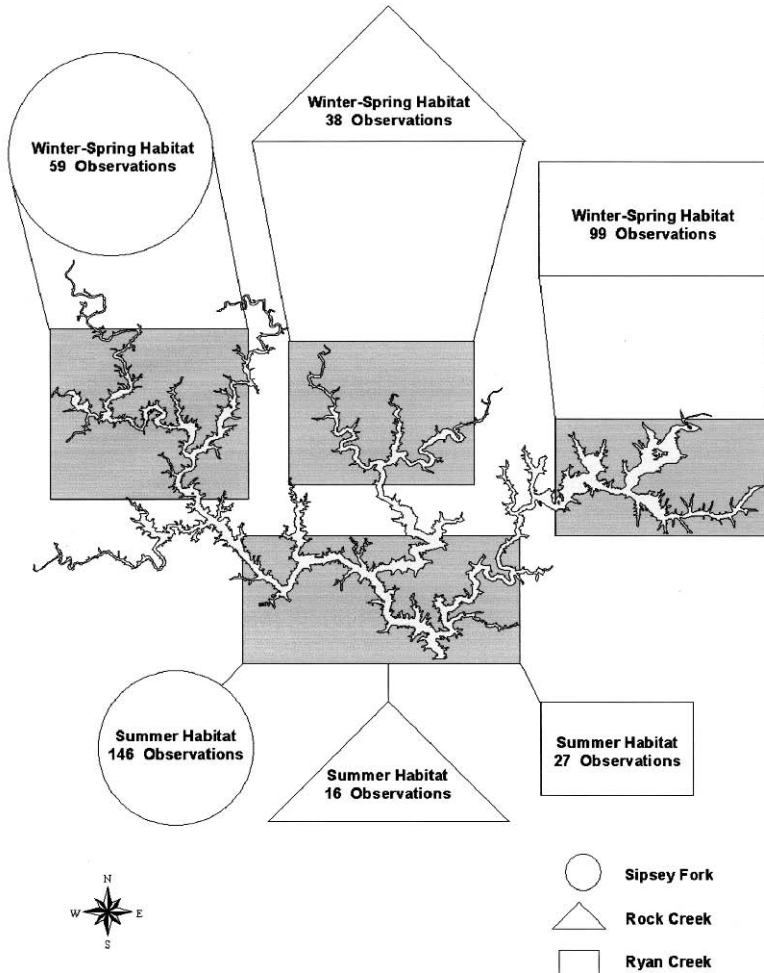 Winter-Spring Habitat
38 Observations
Winter-Spring Habitat
59 Observations
Winter-Spring Habitat
99 Observations
Summer Habitat
146 Observations
Summer Habitat
16 Observations
Summer Habitat
27 Observations
N
W E
S
Sipsey Fork
Rock Creek
Ryan Creek